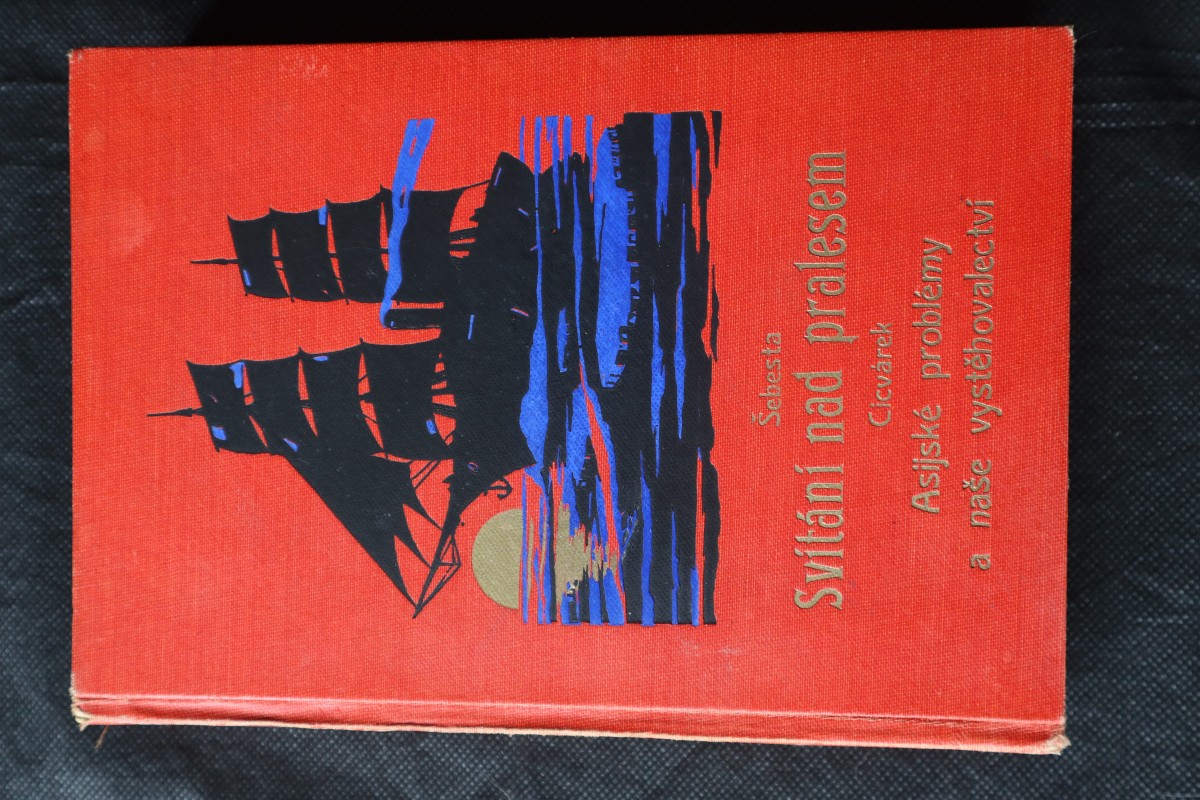 Šebesta
Svítání nad pralesem
Cicvárek
Asijské problémy
a naše vystěhovalectví